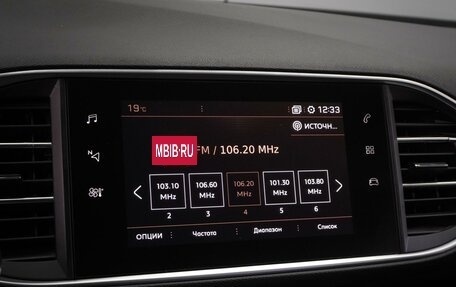 19°C 12:33
ИСТОЧН...
MBIB.RU
FM / 106.20 MHz
103.10 MHz 106.60 MHz 106.20 MHz 101.30 MHz 103.80 MHz
2 3 4 5 6
ОПЦИИ Частота Диапазон Список
N